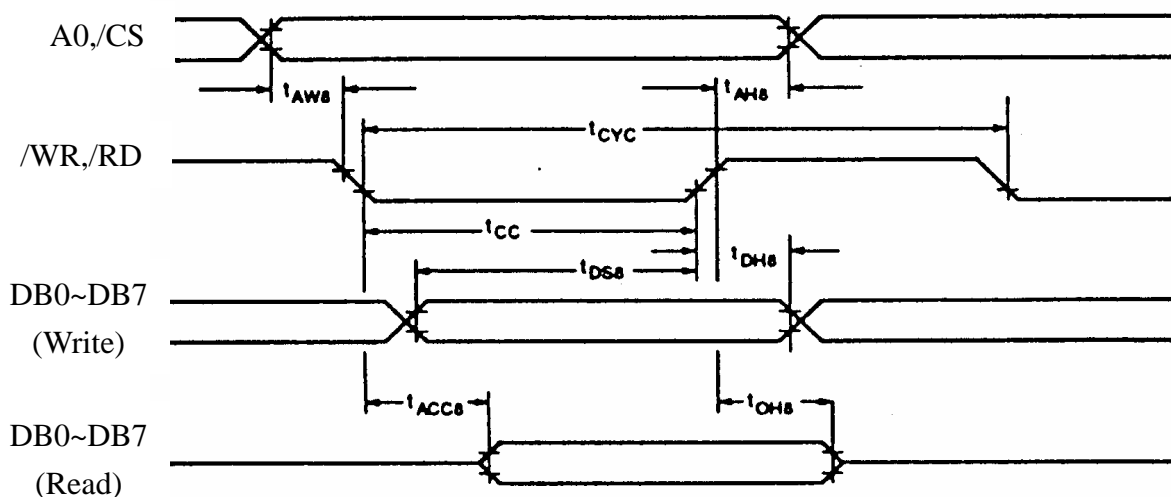 A0,/CS
tAW8
tAH8
tCYC
/WR,/RD
tCC
tDH8
tDS8
DB0~DB7
(Write)
tACC8
tOH8
DB0~DB7
(Read)